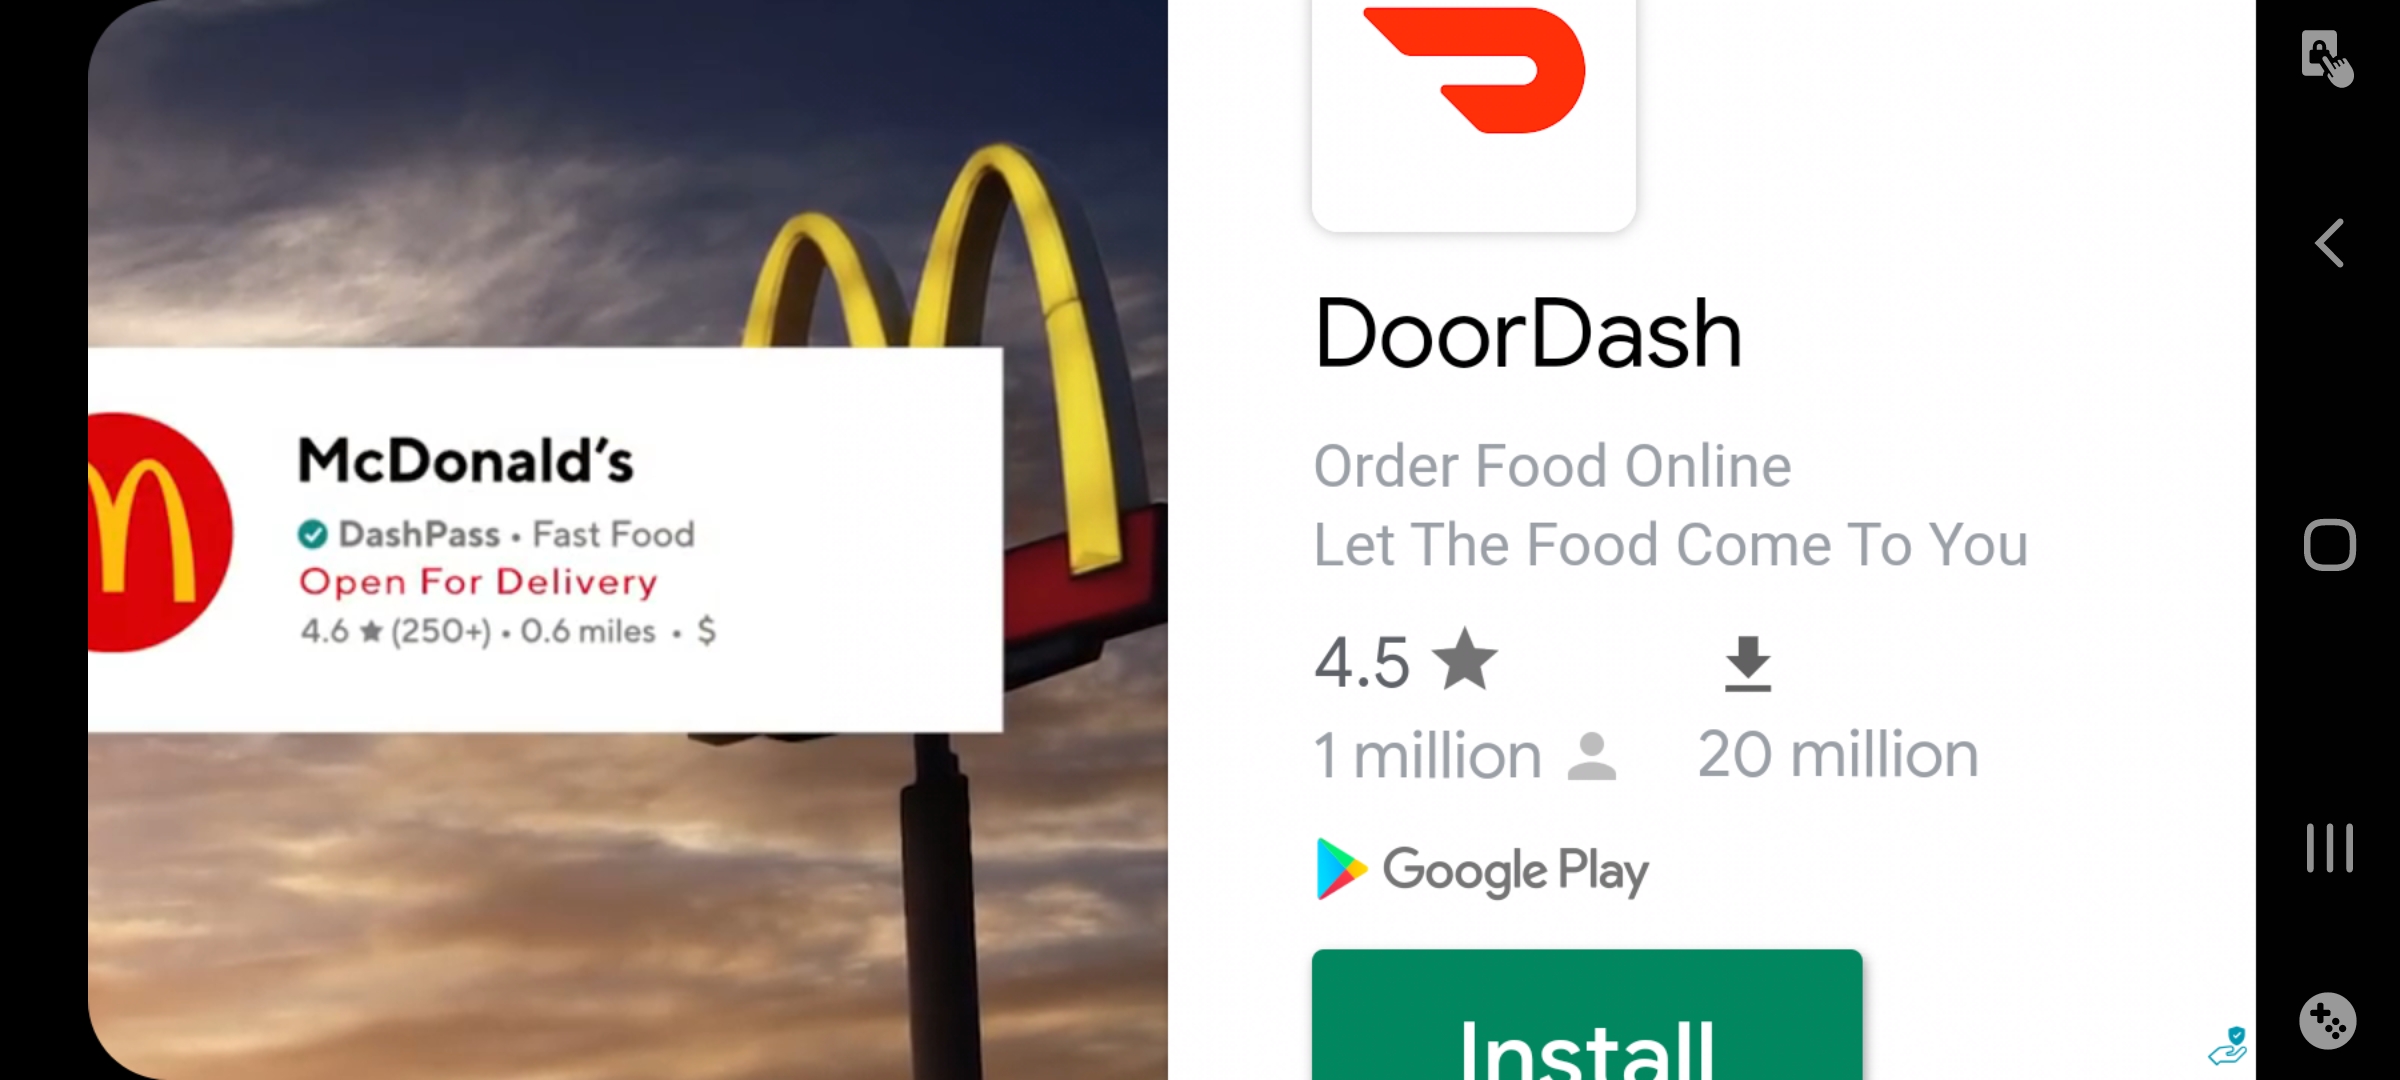 McDonald's
DashPass • Fast Food
Open For Delivery
4.6 ★ (250+) • 0.6 miles • $
DoorDash
Order Food Online
Let The Food Come To You
4.5 ★
1 million
20 million
Google Play
Install